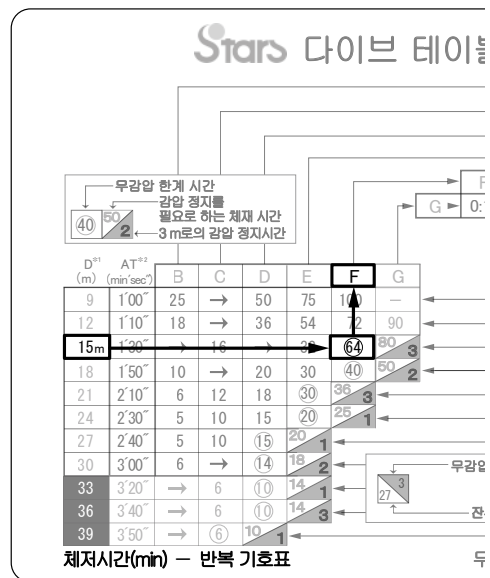 Stars 다이브 테이블
무감압 한계 시간
감압 정지를
필요로 하는 체재 시간
3 m로의 감압 정지시간
40 50 2
F
G ► 0:
D*1 (m) AT*2 (min'sec") B C D E F G
9 1'00" 25 → 50 75 100 —
12 1'10" 18 → 36 54 72 90
15m 1'30" → 16 → 64 80 3
18 1'50" 10 → 20 30 40 50 2
21 2'10" 6 12 18 30 36 3
24 2'30" 5 10 15 20 25 1
27 2'40" 5 10 15 20 1
30 3'00" 6 → 14 18 2
33 3'20" → 6 10 14 1
36 3'40" → 6 10 14 3
39 3'50" → 6 10 1
27 3
무감압
잔
체저시간(min) — 반복 기호표
무